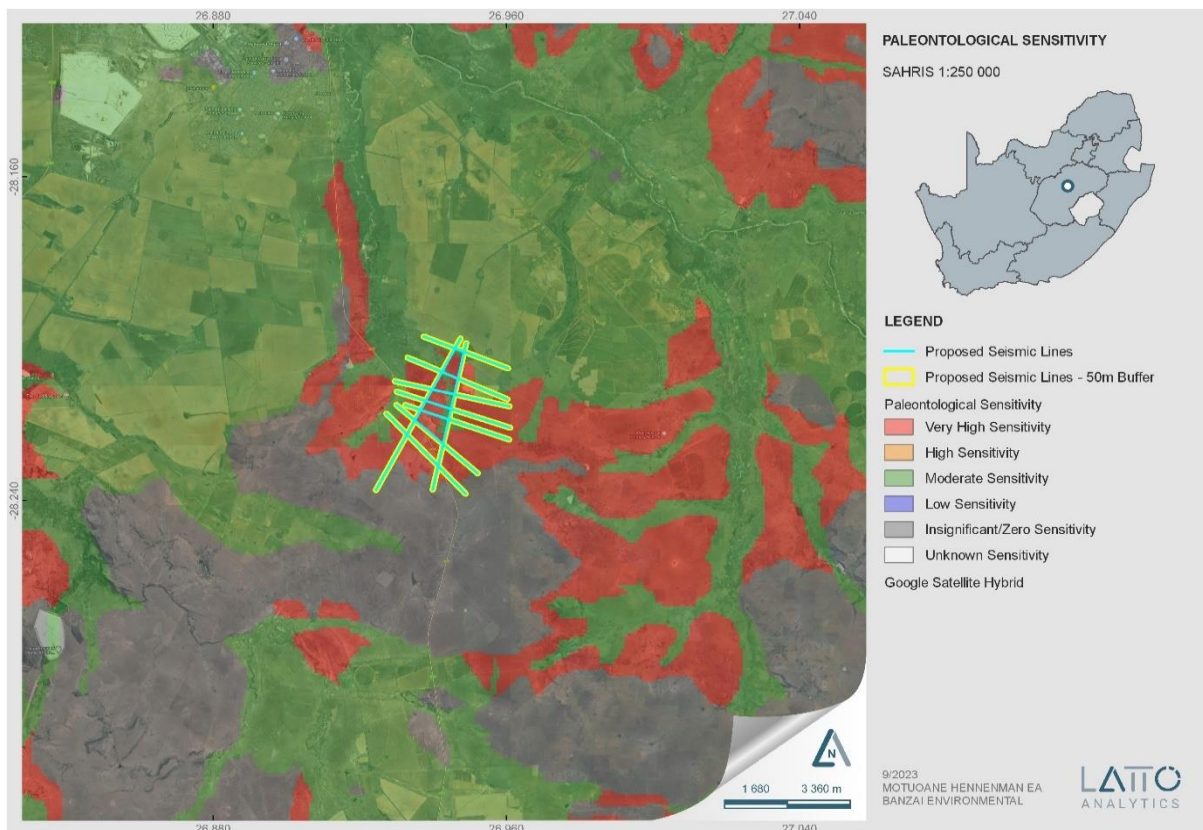 26.880
26.960
27.040
-28.160
-28.240
26.880
26.960
27.040
PALEONTOLOGICAL SENSITIVITY
SAHRIS 1:250 000
LEGEND
Proposed Seismic Lines
Proposed Seismic Lines - 50m Buffer
Paleontological Sensitivity
Very High Sensitivity
High Sensitivity
Moderate Sensitivity
Low Sensitivity
Insignificant/Zero Sensitivity
Unknown Sensitivity
Google Satellite Hybrid
N
1 680 3 360 m
9/2023
MOTUOANE HENNENMAN EA
BANZAI ENVIRONMENTAL
LATTO
ANALYTICS